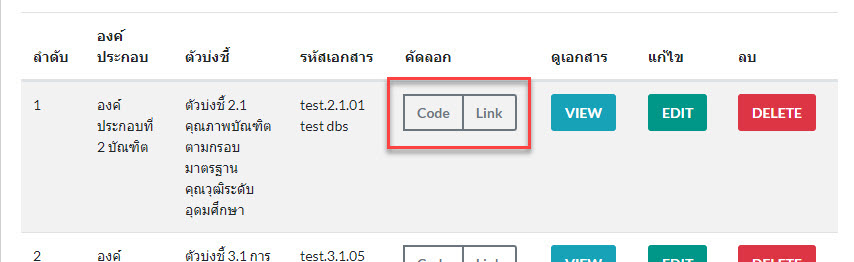 ลำดับ องค์ประกอบ ตัวบ่งชี้ รหัสเอกสาร คัดลอก ดูเอกสาร แก้ไข ลบ
1 องค์ ตัวบ่งชี้ 2.1 test.2.1.01 Code Link VIEW EDIT DELETE
ประกอบที่ คุณภาพบัณฑิต test dbs
2 บัณฑิต ตามกรอบ
มาตรฐาน
คุณวุฒิระดับ
อุดมศึกษา
2 องค์ ตัวบ่งชี้ 3.1 การ test.3.1.05 Code Link VIEW EDIT DELETE